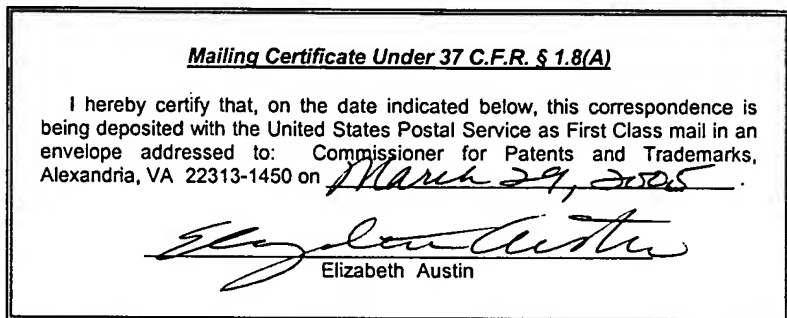 Mailing Certificate Under 37 C.F.R. § 1.8(A)
I hereby certify that, on the date indicated below, this correspondence is
being deposited with the United States Postal Service as First Class mail in an
envelope addressed to: Commissioner for Patents and Trademarks,
Alexandria, VA 22313-1450 on March 29, 2005.
Elizabeth Austin
Elizabeth Austin